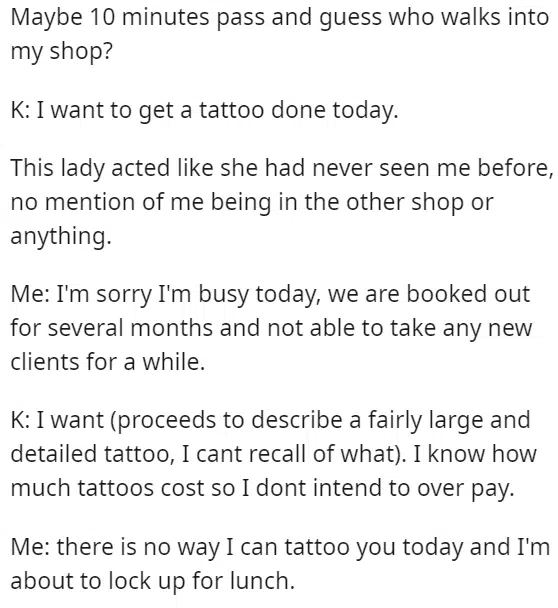 Maybe 10 minutes pass and guess who walks into
my shop?
K: I want to get a tattoo done today.
This lady acted like she had never seen me before,
no mention of me being in the other shop or
anything.
Me: I'm sorry I'm busy today, we are booked out
for several months and not able to take any new
clients for a while.
K: I want (proceeds to describe a fairly large and
detailed tattoo, I cant recall of what). I know how
much tattoos cost so I dont intend to over pay.
Me: there is no way I can tattoo you today and I'm
about to lock up for lunch.